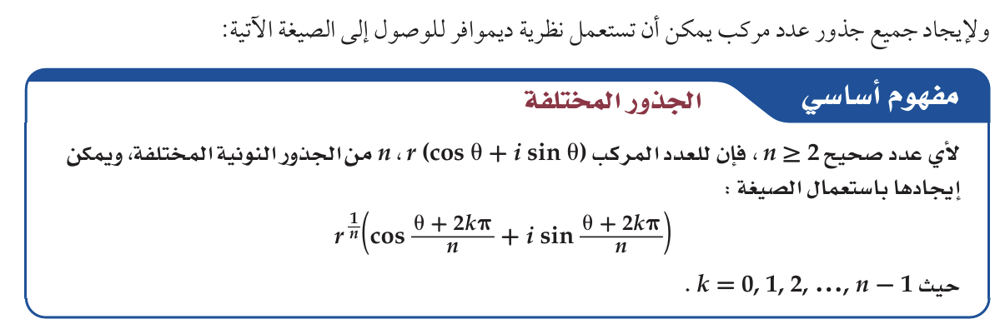 ولإيجاد جميع جذور عدد مركب يمكن أن تستعمل نظرية ديموافر للوصول إلى الصيغة الآتية:
مفهوم أساسي
الجذور المختلفة
لأي عدد صحيح n ≥ 2 ، فإن للعدد المركب r (cos θ + i sin θ) ، n من الجذور النونية المختلفة، ويمكن
إيجادها باستعمال الصيغة :
r^(1/n) (cos (θ + 2kπ)/n + i sin (θ + 2kπ)/n)
حيث k = 0, 1, 2, …, n − 1 .